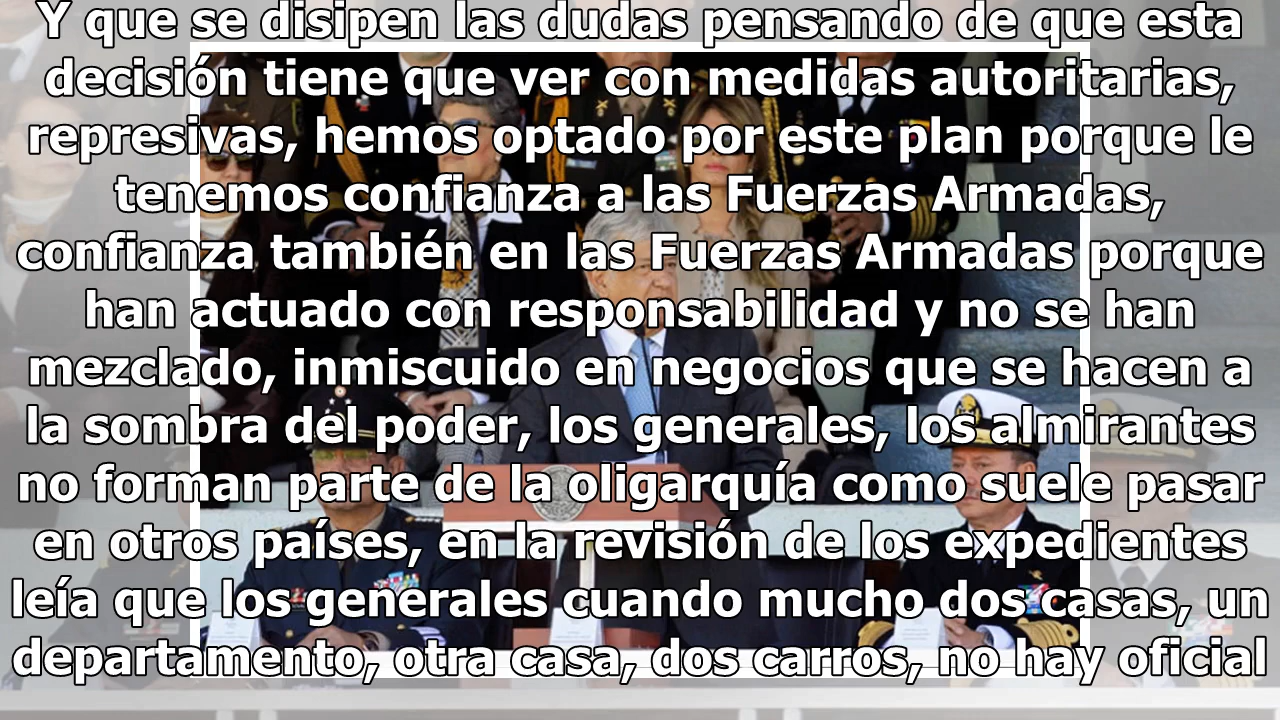 Y que se disipen las dudas pensando de que esta
decisión tiene que ver con medidas autoritarias,
represivas, hemos optado por este plan porque le
tenemos confianza a las Fuerzas Armadas,
confianza también en las Fuerzas Armadas porque
han actuado con responsabilidad y no se han
mezclado, inmiscuido en negocios que se hacen a
la sombra del poder, los generales, los almirantes
no forman parte de la oligarquía como suele pasar
en otros países, en la revisión de los expedientes
leía que los generales cuando mucho dos casas, un
departamento, otra casa, dos carros, no hay oficial